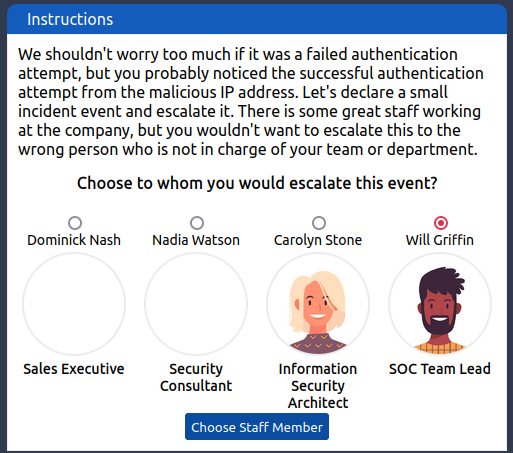 Instructions
We shouldn't worry too much if it was a failed authentication
attempt, but you probably noticed the successful authentication
attempt from the malicious IP address. Let's declare a small
incident event and escalate it. There is some great staff working
at the company, but you wouldn't want to escalate this to the
wrong person who is not in charge of your team or department.
Choose to whom you would escalate this event?
Dominick Nash
Nadia Watson
Carolyn Stone
Will Griffin
Sales Executive
Security
Consultant
Information
Security
Architect
SOC Team Lead
Choose Staff Member